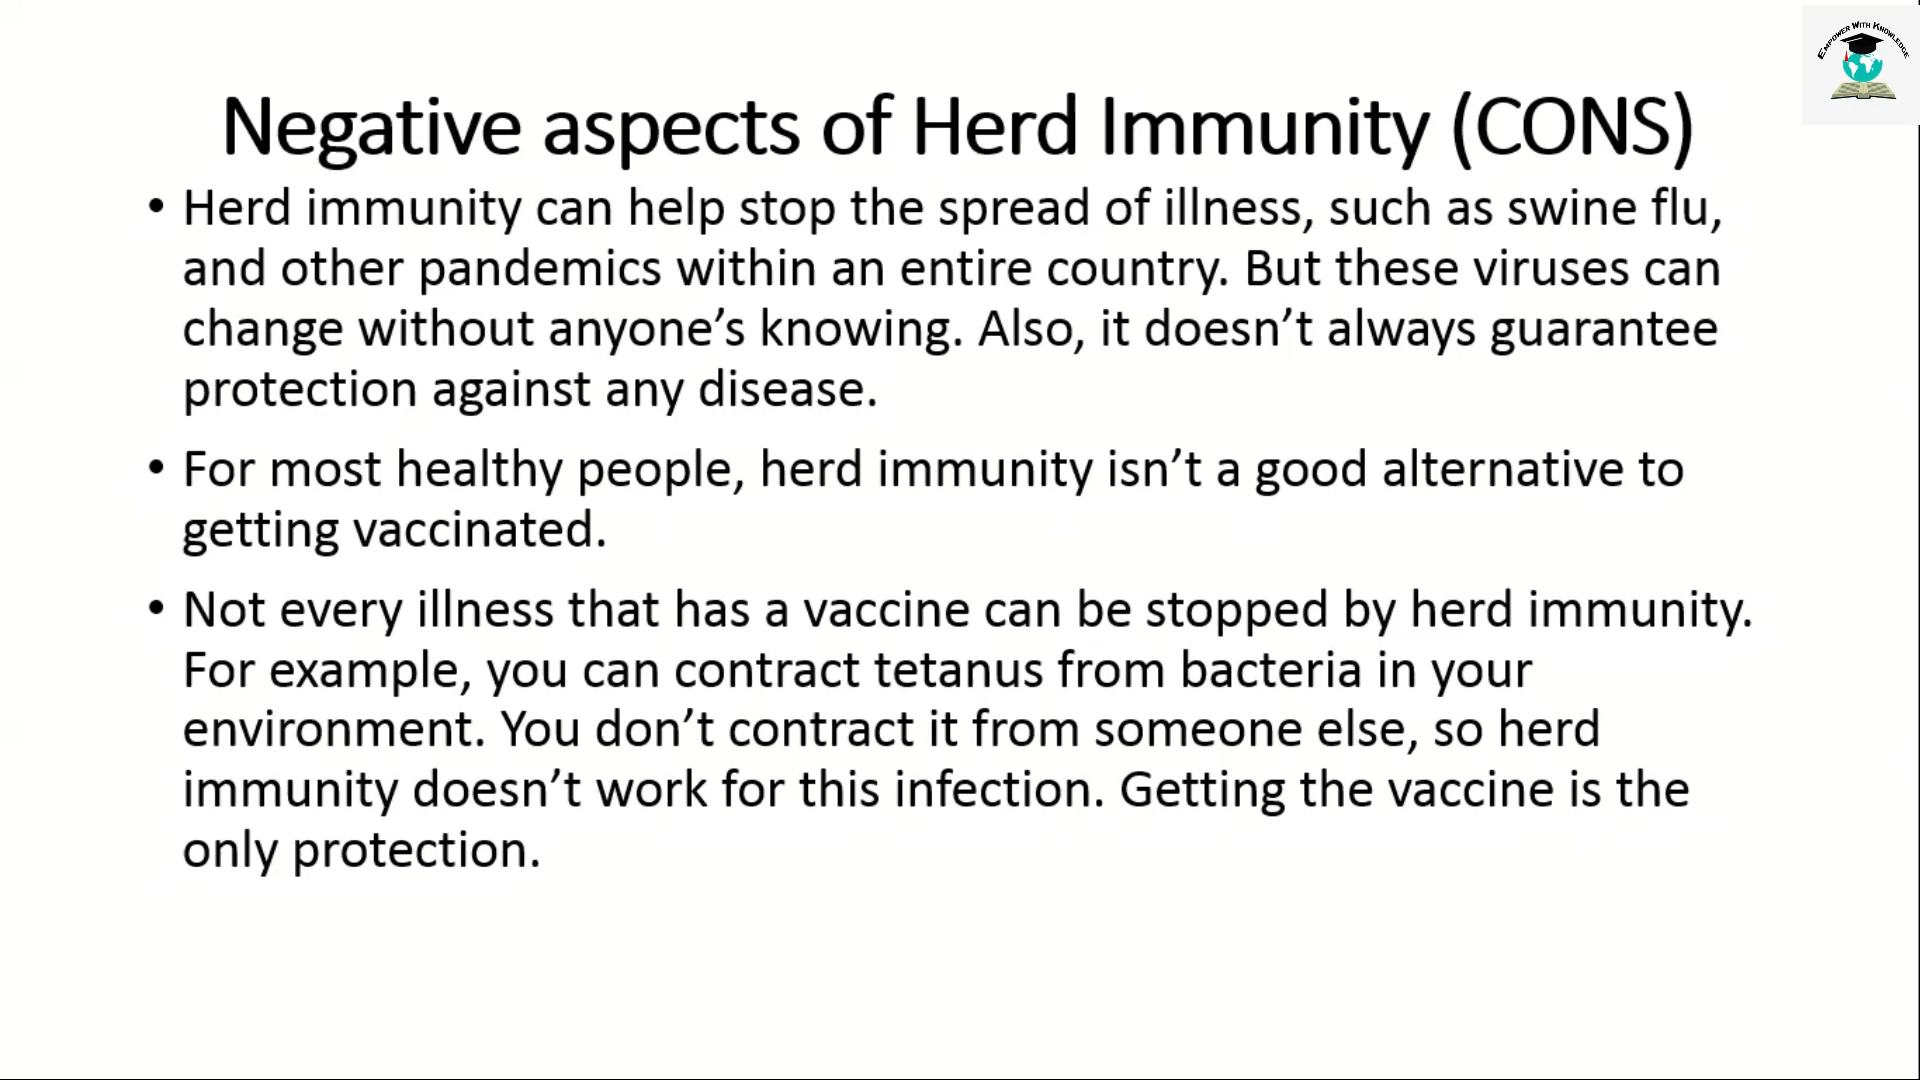 EMPOWER WITH KNOWLEDGE
Negative aspects of Herd Immunity (CONS)
• Herd immunity can help stop the spread of illness, such as swine flu,
and other pandemics within an entire country. But these viruses can
change without anyone’s knowing. Also, it doesn’t always guarantee
protection against any disease.
• For most healthy people, herd immunity isn’t a good alternative to
getting vaccinated.
• Not every illness that has a vaccine can be stopped by herd immunity.
For example, you can contract tetanus from bacteria in your
environment. You don’t contract it from someone else, so herd
immunity doesn’t work for this infection. Getting the vaccine is the
only protection.